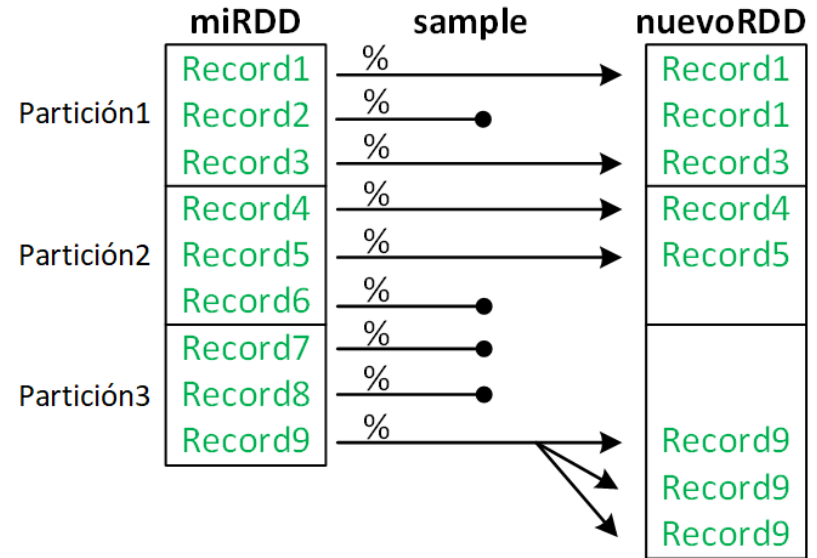 miRDD sample nuevoRDD
Record1 % Record1
Partición1 Record2 % Record1
Record3 % Record3
Record4 % Record4
Partición2 Record5 % Record5
Record6 %
Record7 %
Partición3 Record8 %
Record9 % Record9
Record9
Record9